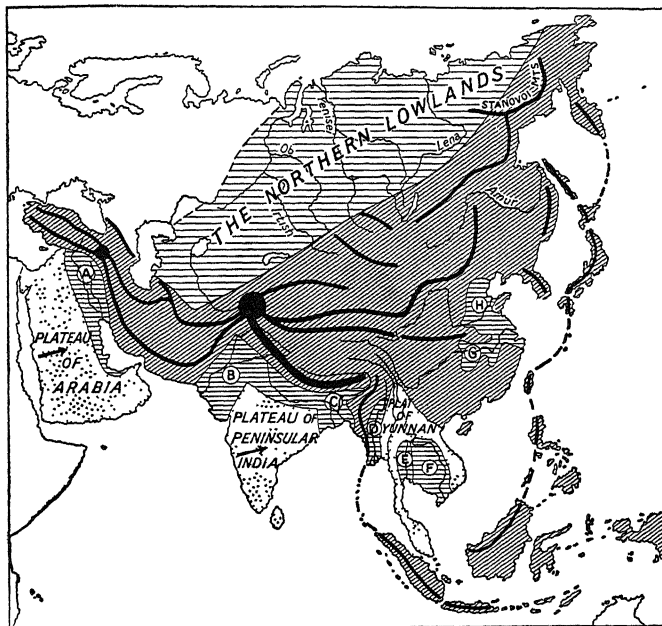 THE NORTHERN LOWLANDS
STANOVOI MTS
Yenisei
Ob
Lena
Irtish
Amur
A
H
PLATEAU
OF
ARABIA
G
B
C
PLAT
OF
YUNNAN
D
PLATEAU OF
PENINSULAR
INDIA
E
F